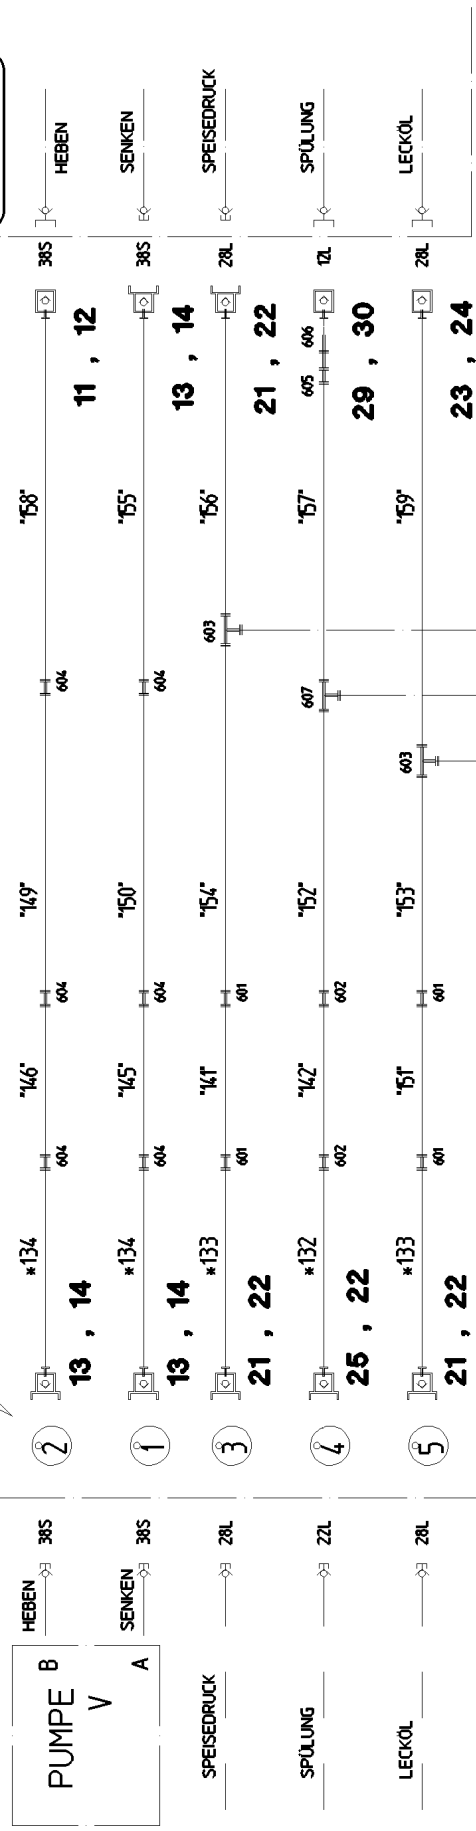 PUMPE
V
B
A
HEBEN 38S 2 13 , 14 *134 604 "146" 604 "149" 604 "158" 11 , 12 38S HEBEN
SENKEN 38S 1 13 , 14 *134 604 "145" 604 "150" 604 "155" 13 , 14 38S SENKEN
SPEISEDRUCK 28L 3 21 , 22 *133 601 "141" 601 "154" 603 "156" 21 , 22 28L SPEISEDRUCK
SPÜLUNG 22L 4 25 , 22 *132 602 "142" 602 "152" 607 "157" 605 606 29 , 30 12L SPÜLUNG
LECKÖL 28L 5 21 , 22 *133 601 "151" 601 "153" 603 "159" 23 , 24 28L LECKÖL